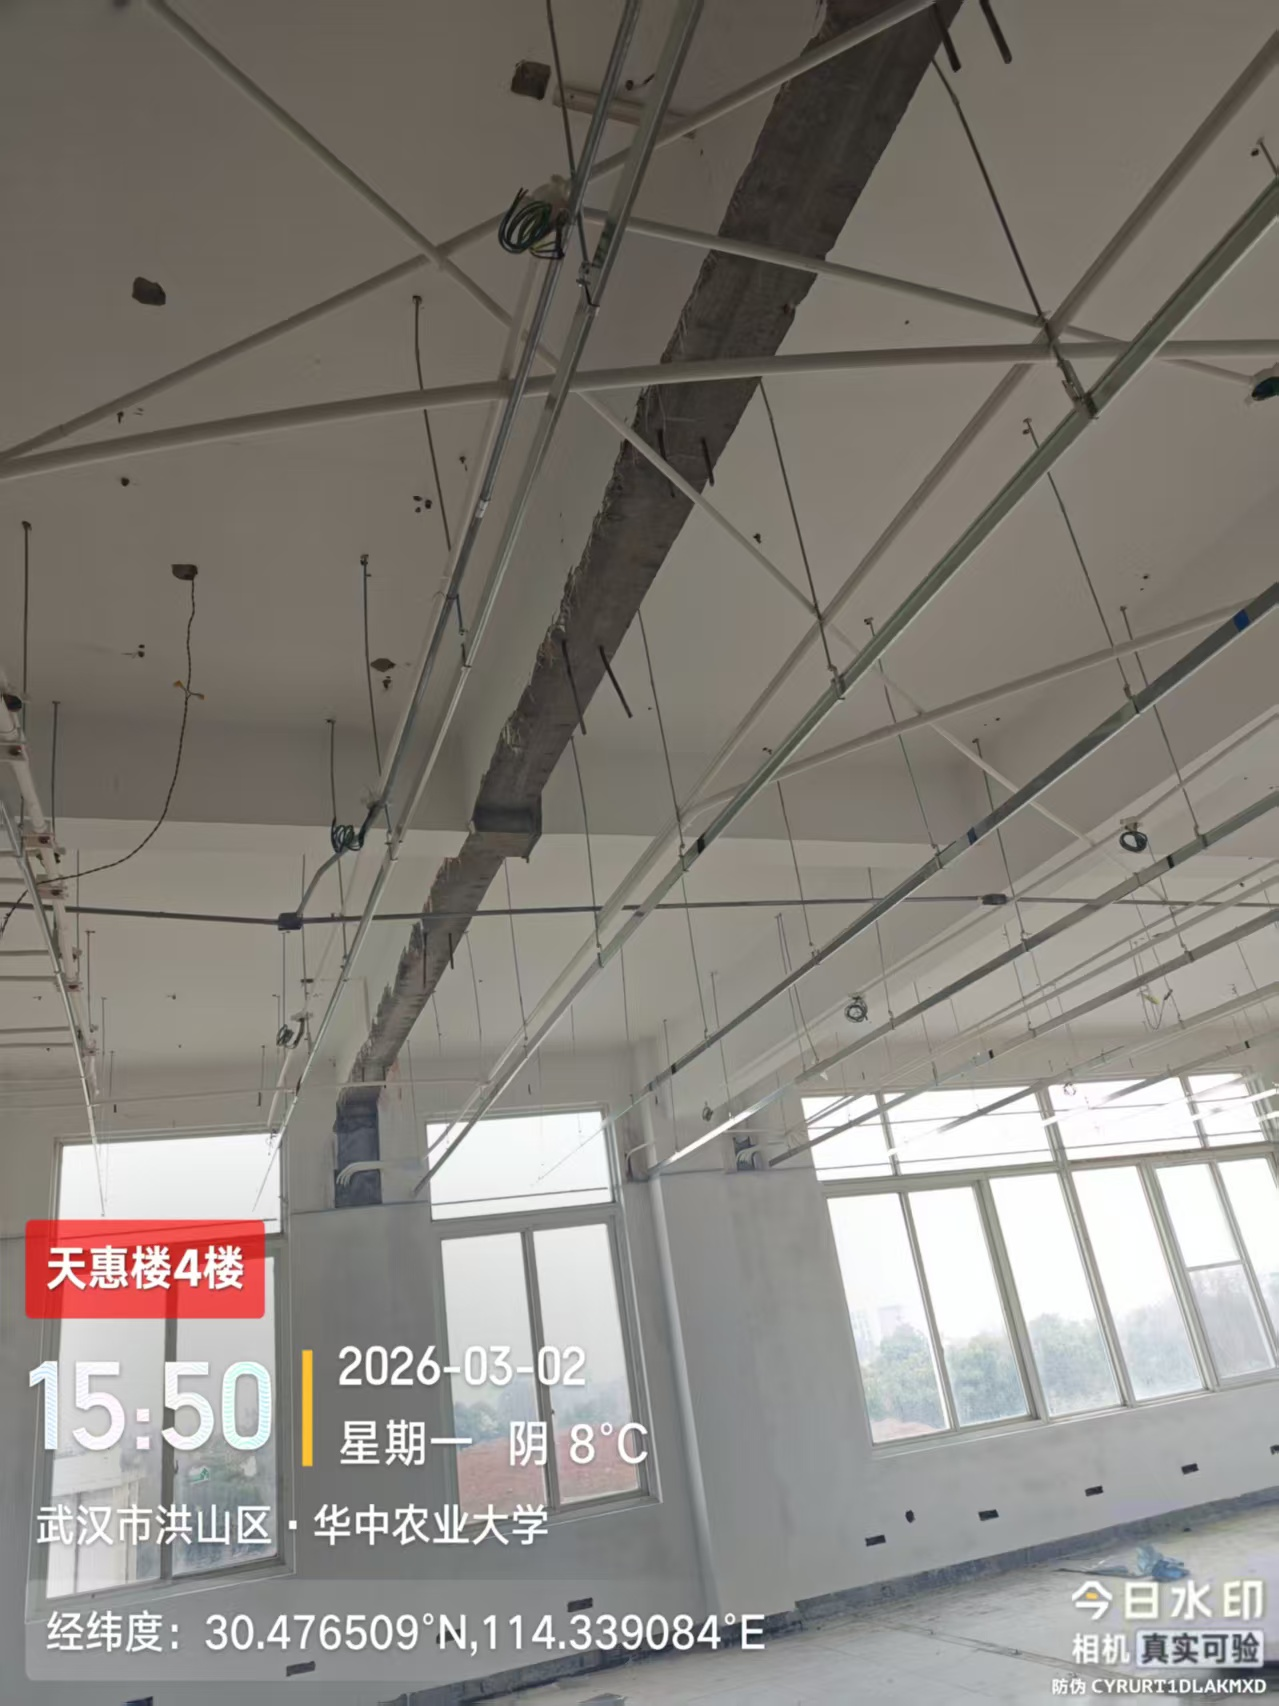 天惠楼4楼
15:50
2026-03-02
星期一 阴 8°C
武汉市洪山区·华中农业大学
经纬度：30.476509°N,114.339084°E
今日水印
相机 真实可验
防伪 CYRURT1DLAKMXD